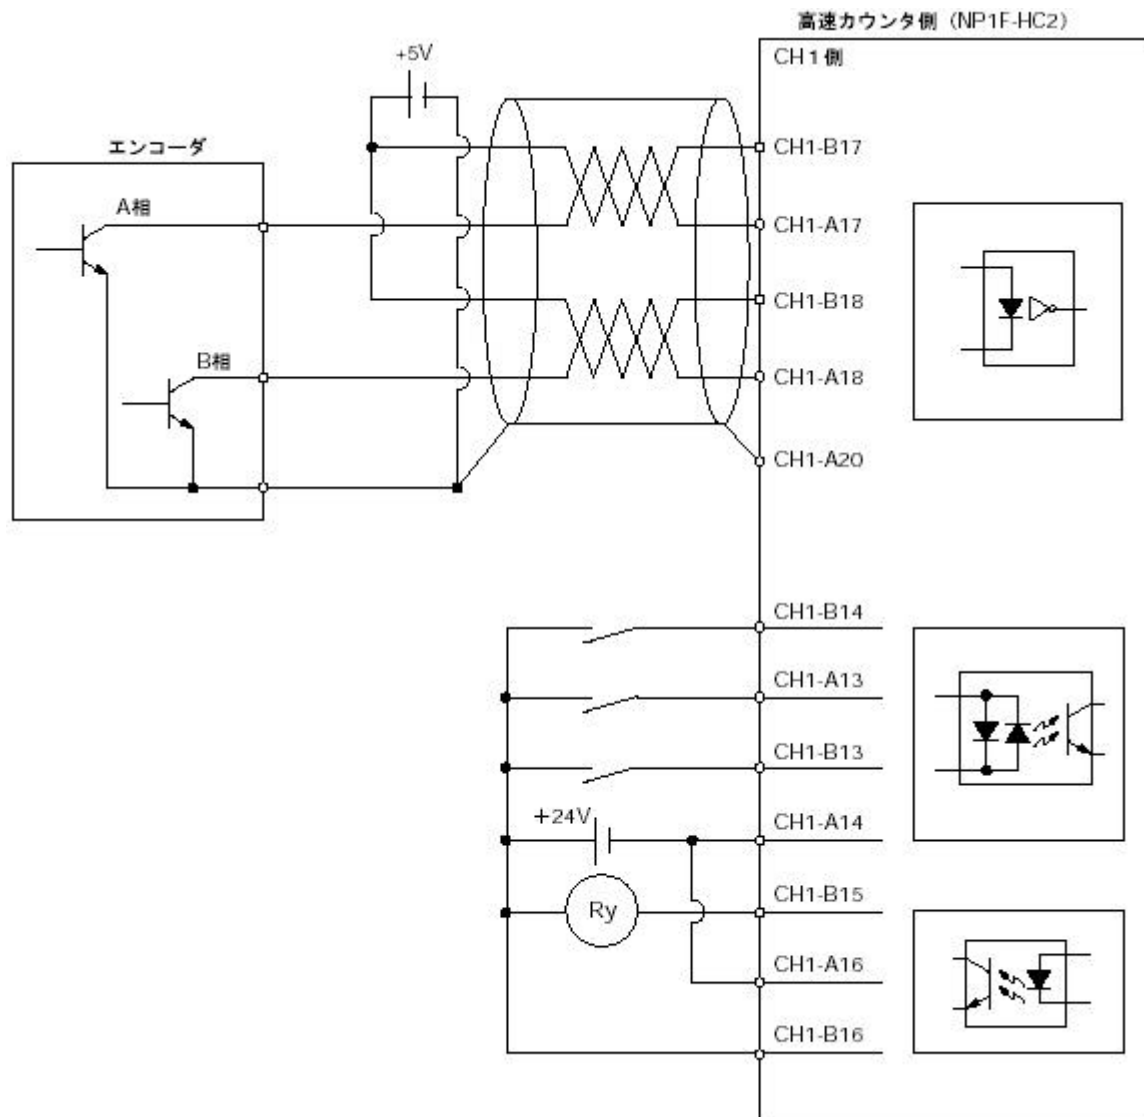 高速カウンタ側（NP1F-HC2）
CH１側
+5V
エンコーダ
CH1-B17
A相
CH1-A17
CH1-B18
B相
CH1-A18
CH1-A20
CH1-B14
CH1-A13
CH1-B13
+24V
CH1-A14
Ry
CH1-B15
CH1-A16
CH1-B16